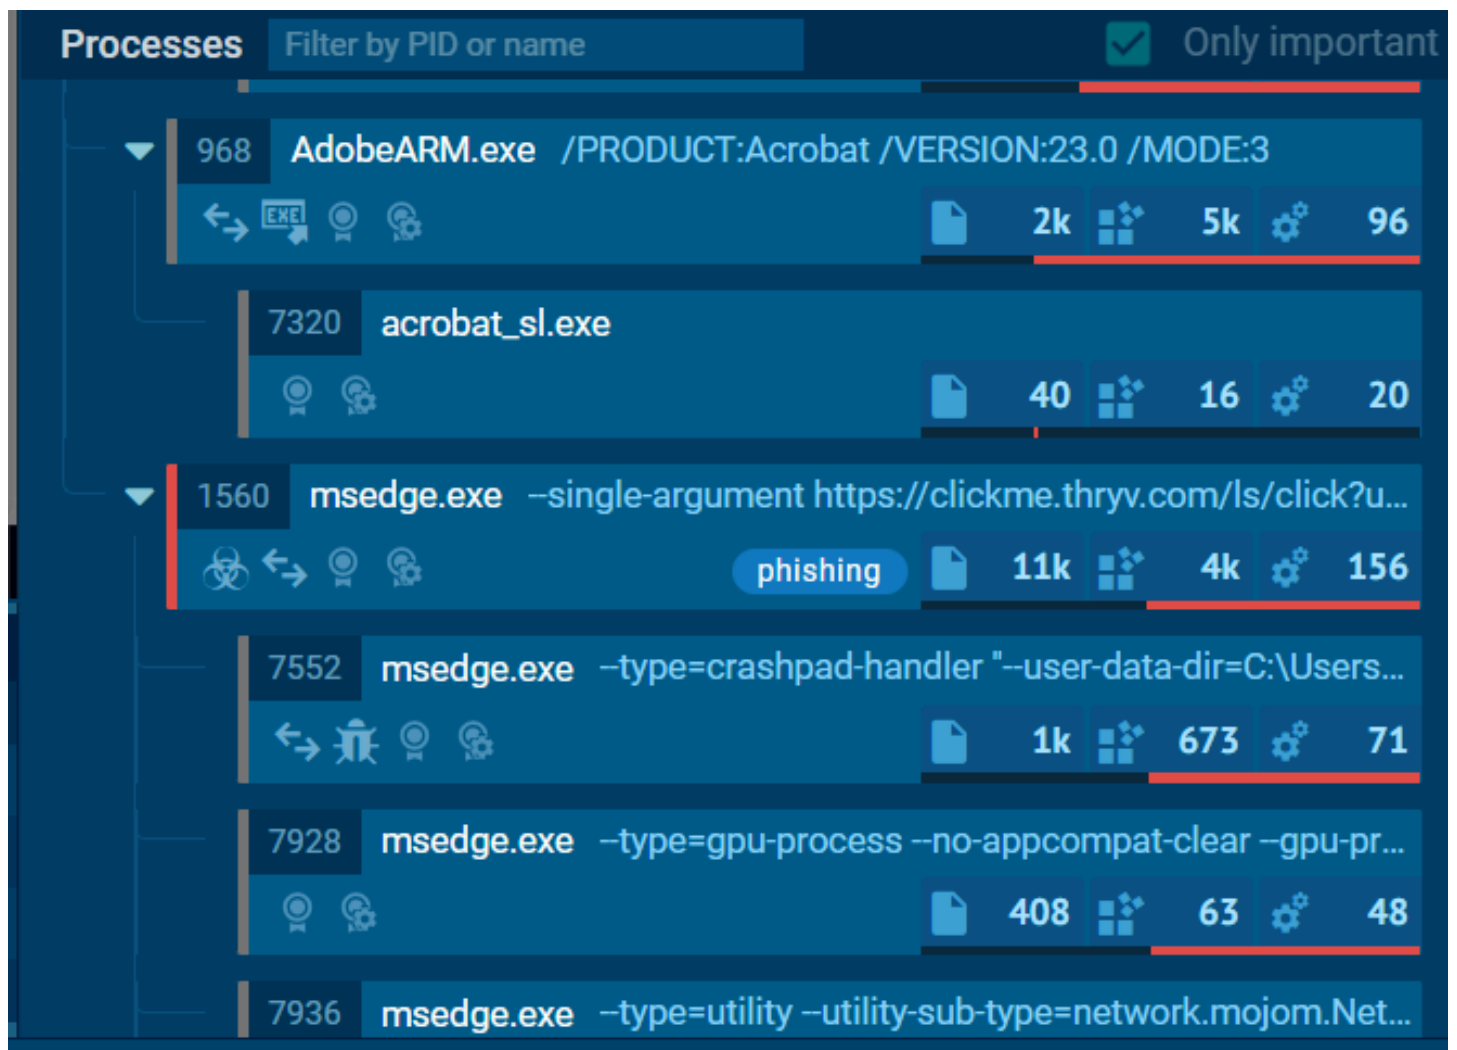 Processes Filter by PID or name Only important
968 AdobeARM.exe /PRODUCT:Acrobat /VERSION:23.0 /MODE:3
EXE 2k 5k 96
7320 acrobat_sl.exe
40 16 20
1560 msedge.exe --single-argument https://clickme.thryv.com/ls/click?u...
phishing 11k 4k 156
7552 msedge.exe --type=crashpad-handler "--user-data-dir=C:\Users...
1k 673 71
7928 msedge.exe --type=gpu-process --no-appcompat-clear --gpu-pr...
408 63 48
7936 msedge.exe --type=utility --utility-sub-type=network.mojom.Net...